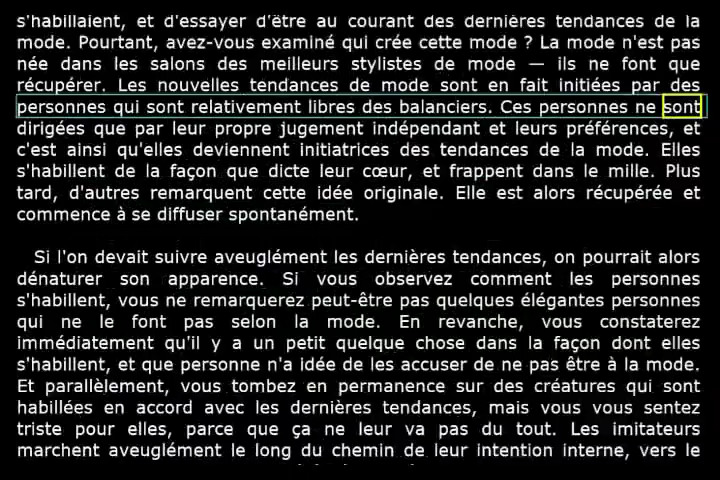 s'habillaient, et d'essayer d'être au courant des dernières tendances de la
mode. Pourtant, avez-vous examiné qui crée cette mode ? La mode n'est pas
née dans les salons des meilleurs stylistes de mode — ils ne font que
récupérer. Les nouvelles tendances de mode sont en fait initiées par des
personnes qui sont relativement libres des balanciers. Ces personnes ne sont
dirigées que par leur propre jugement indépendant et leurs préférences, et
c'est ainsi qu'elles deviennent initiatrices des tendances de la mode. Elles
s'habillent de la façon que dicte leur cœur, et frappent dans le mille. Plus
tard, d'autres remarquent cette idée originale. Elle est alors récupérée et
commence à se diffuser spontanément.
Si l'on devait suivre aveuglément les dernières tendances, on pourrait alors
dénaturer son apparence. Si vous observez comment les personnes
s'habillent, vous ne remarquerez peut-être pas quelques élégantes personnes
qui ne le font pas selon la mode. En revanche, vous constaterez
immédiatement qu'il y a un petit quelque chose dans la façon dont elles
s'habillent, et que personne n'a idée de les accuser de ne pas être à la mode.
Et parallèlement, vous tombez en permanence sur des créatures qui sont
habillées en accord avec les dernières tendances, mais vous vous sentez
triste pour elles, parce que ça ne leur va pas du tout. Les imitateurs
marchent aveuglément le long du chemin de leur intention interne, vers le